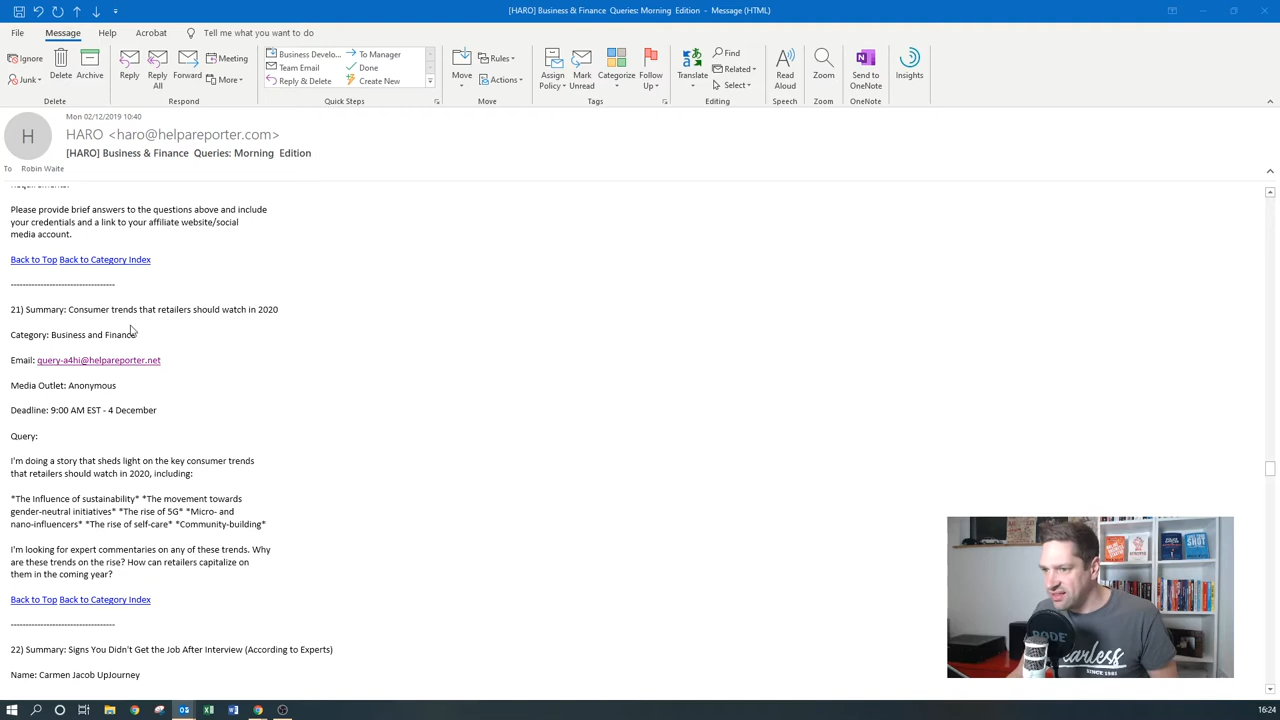 [HARO] Business & Finance Queries: Morning Edition - Message (HTML)
File Message Help Acrobat Tell me what you want to do
Ignore
Junk
Delete
Archive
Reply
Reply All
Forward
Meeting
More
Business Develo...
Team Email
Reply & Delete
To Manager
Done
Create New
Move
Rules
Actions
Assign Policy
Mark Unread
Categorize
Follow Up
Translate
Find
Related
Select
Read Aloud
Zoom
Send to OneNote
Insights
Delete Respond Quick Steps Move Tags Editing Speech Zoom OneNote
Mon 02/12/2019 10:40
H
HARO <haro@helpareporter.com>
[HARO] Business & Finance Queries: Morning Edition
To Robin Waite
Requirements:
Please provide brief answers to the questions above and include
your credentials and a link to your affiliate website/social
media account.
Back to Top Back to Category Index
----------------------------------
21) Summary: Consumer trends that retailers should watch in 2020
Category: Business and Finance
Email: query-a4hi@helpareporter.net
Media Outlet: Anonymous
Deadline: 9:00 AM EST - 4 December
Query:
I'm doing a story that sheds light on the key consumer trends
that retailers should watch in 2020, including:
*The Influence of sustainability* *The movement towards
gender-neutral initiatives* *The rise of 5G* *Micro- and
nano-influencers* *The rise of self-care* *Community-building*
I'm looking for expert commentaries on any of these trends. Why
are these trends on the rise? How can retailers capitalize on
them in the coming year?
Back to Top Back to Category Index
----------------------------------
22) Summary: Signs You Didn't Get the Job After Interview (According to Experts)
Name: Carmen Jacob UpJourney
RODE
earless
SINCE 1981
16:24